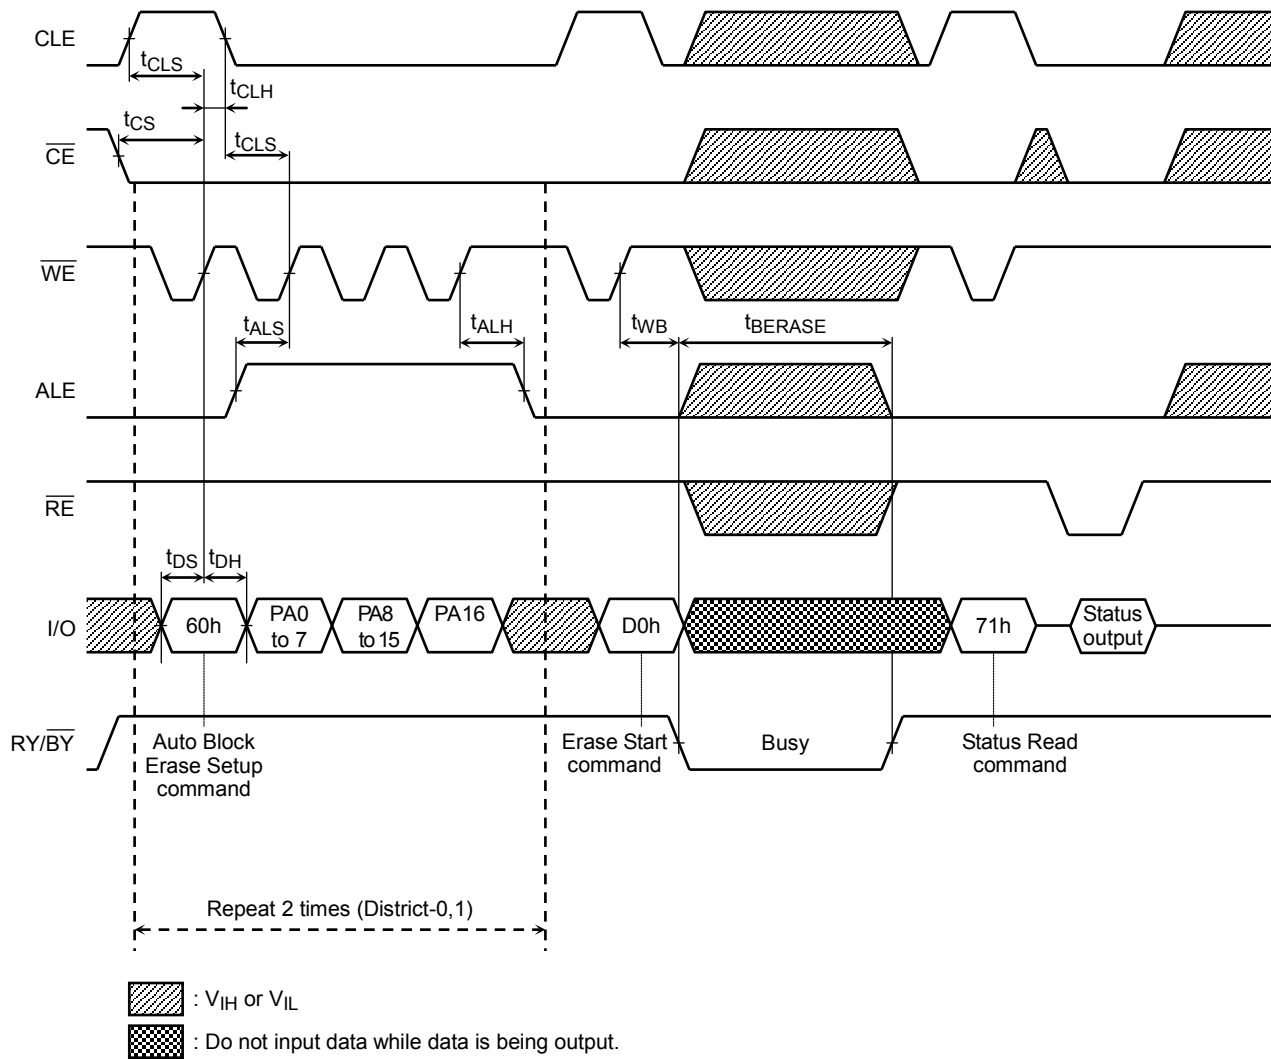 CLE
tCLS
tCLH
tCS
tCLS
CE
WE
tALS
tALH
tWB
tBERASE
ALE
RE
tDS
tDH
I/O
60h
PA0
to 7
PA8
to 15
PA16
D0h
71h
Status
output
RY/BY
Auto Block
Erase Setup
command
Erase Start
command
Busy
Status Read
command
Repeat 2 times (District-0,1)
: VIH or VIL
: Do not input data while data is being output.